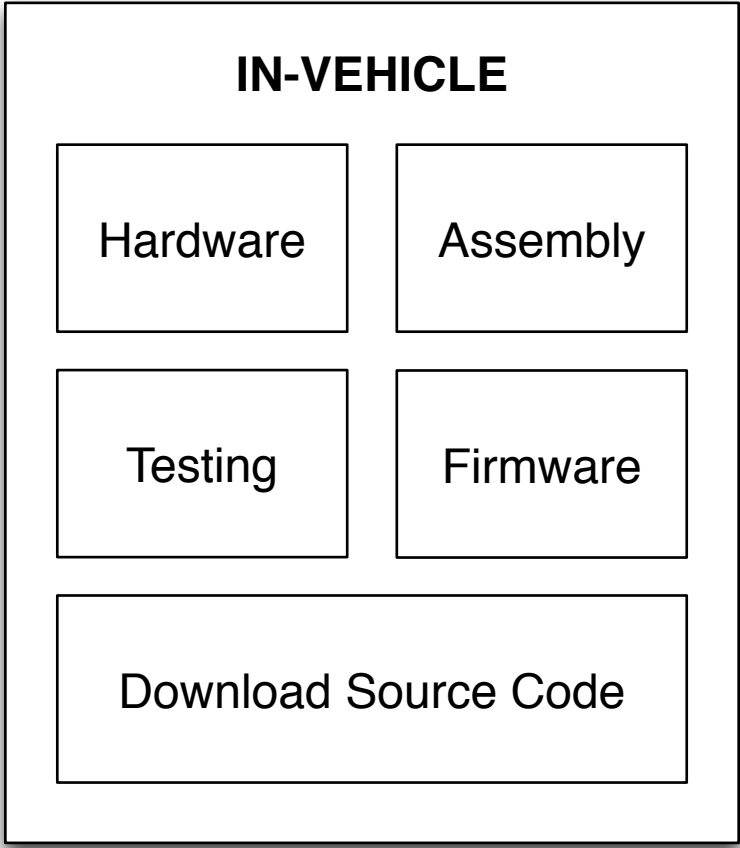 IN-VEHICLE
Hardware
Assembly
Testing
Firmware
Download Source Code